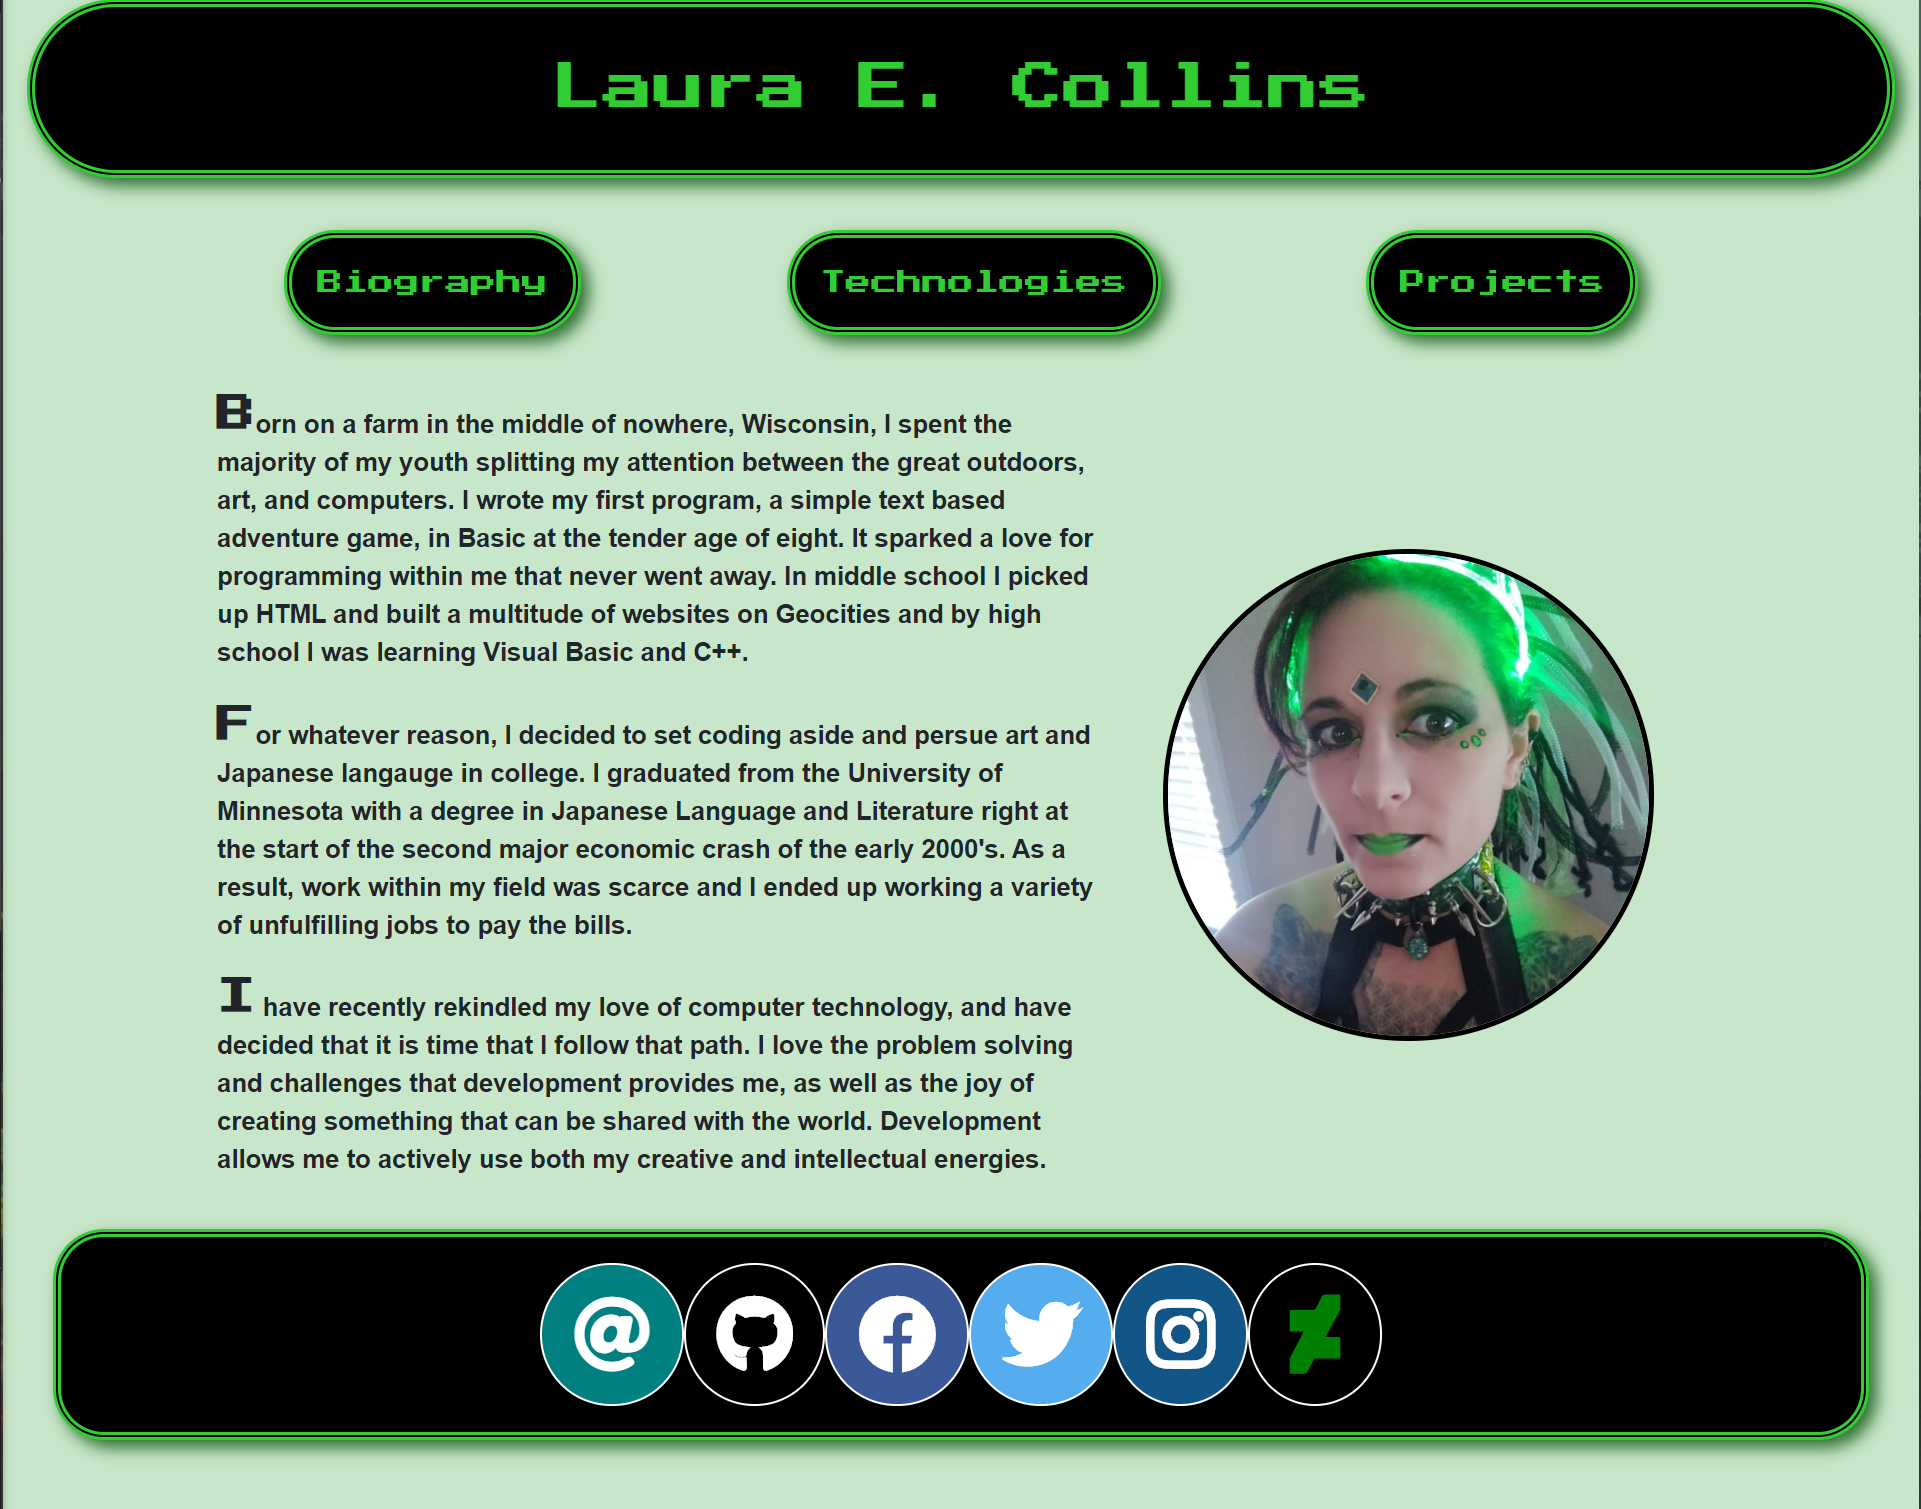 Laura E. Collins
Biography
Technologies
Projects
Born on a farm in the middle of nowhere, Wisconsin, I spent the
majority of my youth splitting my attention between the great outdoors,
art, and computers. I wrote my first program, a simple text based
adventure game, in Basic at the tender age of eight. It sparked a love for
programming within me that never went away. In middle school I picked
up HTML and built a multitude of websites on Geocities and by high
school I was learning Visual Basic and C++.
For whatever reason, I decided to set coding aside and persue art and
Japanese langauge in college. I graduated from the University of
Minnesota with a degree in Japanese Language and Literature right at
the start of the second major economic crash of the early 2000's. As a
result, work within my field was scarce and I ended up working a variety
of unfulfilling jobs to pay the bills.
I have recently rekindled my love of computer technology, and have
decided that it is time that I follow that path. I love the problem solving
and challenges that development provides me, as well as the joy of
creating something that can be shared with the world. Development
allows me to actively use both my creative and intellectual energies.